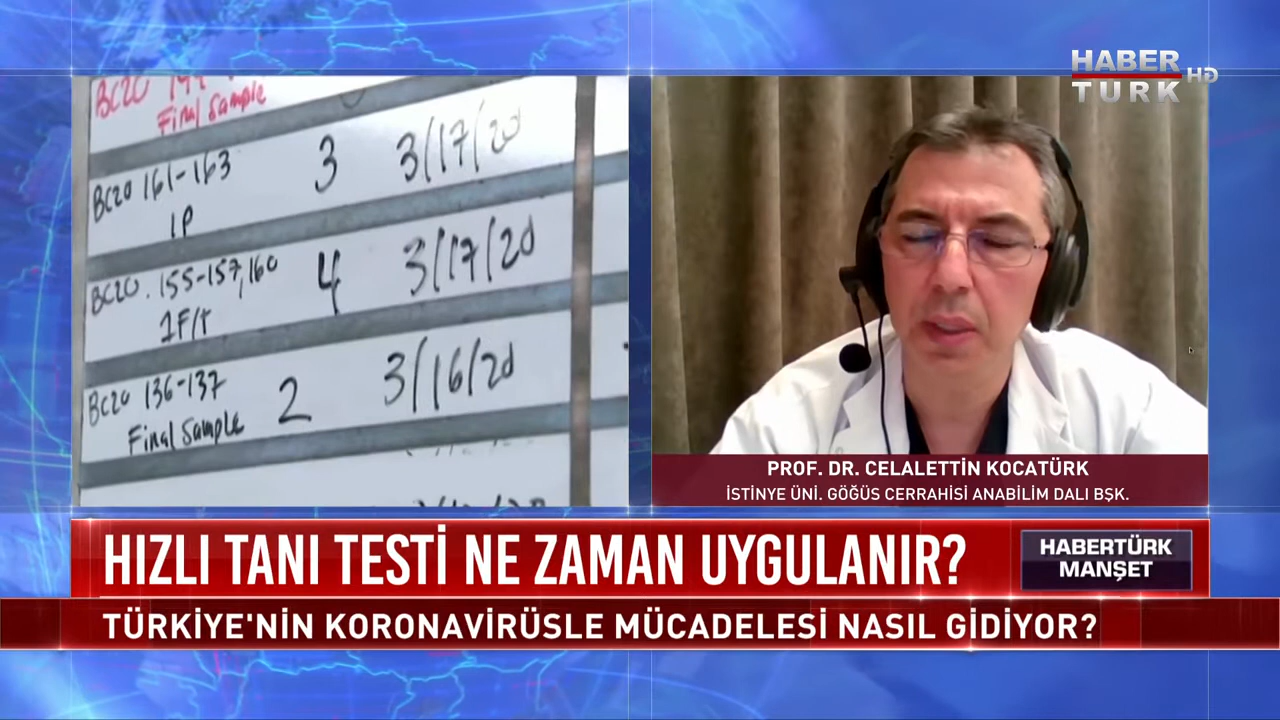 HABER
TURK HD
BC20 144
Final Sample
BC20 161-163 3 3/17/20
1P
BC20. 155-157,160 4 3/17/20
1F/T
BC20 136-137 2 3/16/20
Final Sample
PROF. DR. CELALETTİN KOCATÜRK
İSTİNYE ÜNİ. GÖĞÜS CERRAHİSİ ANABİLİM DALI BŞK.
HIZLI TANI TESTİ NE ZAMAN UYGULANIR?
HABERTÜRK
MANŞET
TÜRKİYE'NİN KORONAVİRÜSLE MÜCADELESİ NASIL GİDİYOR?